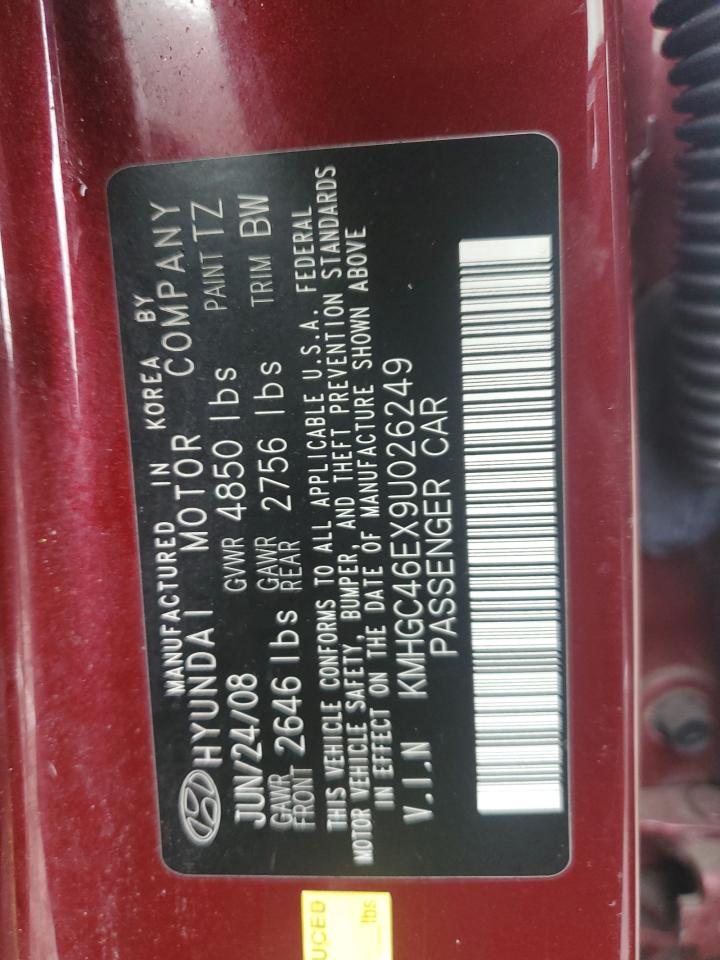 MANUFACTURED IN KOREA BY
HYUNDAI MOTOR COMPANY
JUN/24/08 GVWR 4850 lbs PAINT TZ
GAWR FRONT 2646 lbs GAWR REAR 2756 lbs TRIM BW
THIS VEHICLE CONFORMS TO ALL APPLICABLE U.S.A. FEDERAL
MOTOR VEHICLE SAFETY, BUMPER, AND THEFT PREVENTION STANDARDS
IN EFFECT ON THE DATE OF MANUFACTURE SHOWN ABOVE
V.I.N KMHGC46EX9U026249
PASSENGER CAR
UCED
lbs